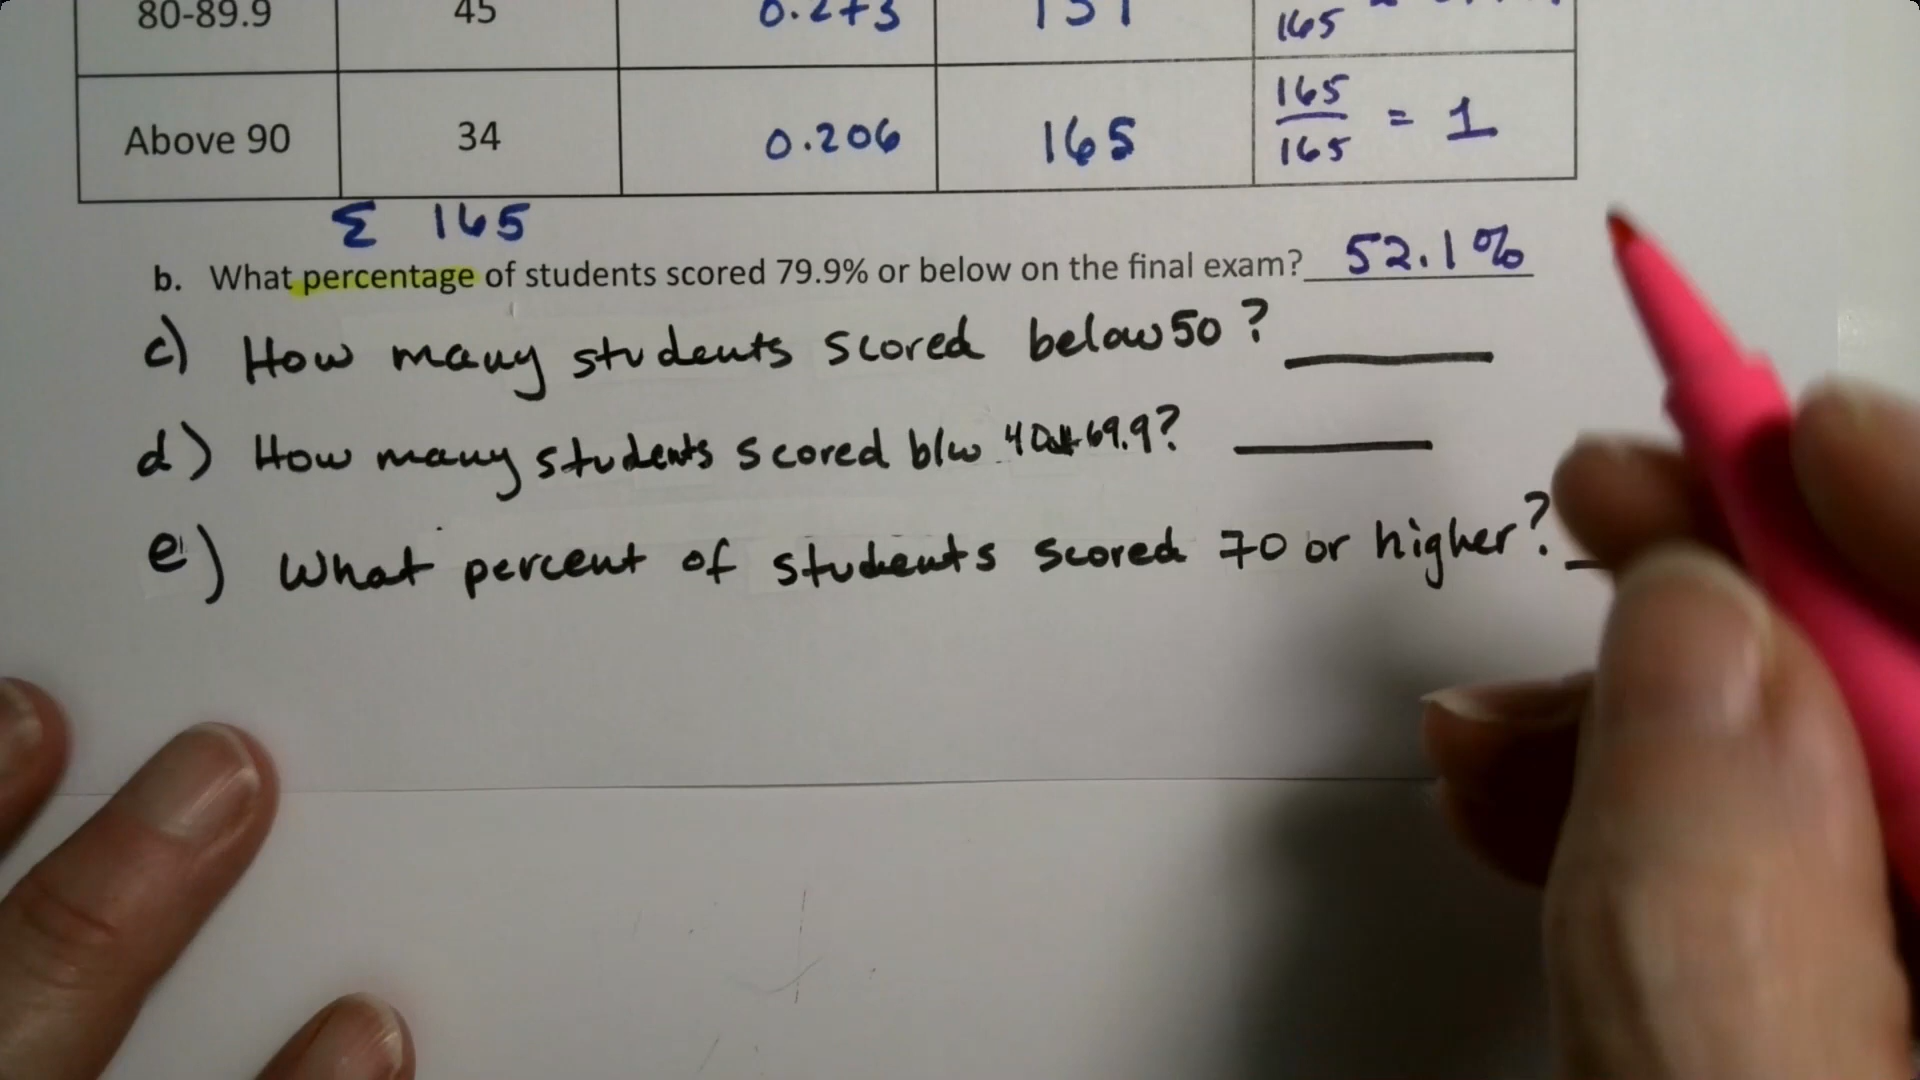 80-89.9 45 0.273 131 165
Above 90 34 0.206 165 165/165 = 1
Σ 165
b. What percentage of students scored 79.9% or below on the final exam? 52.1%
c) How many students scored below 50?
d) How many students scored b/w 40 69.9?
e) What percent of students scored 70 or higher?